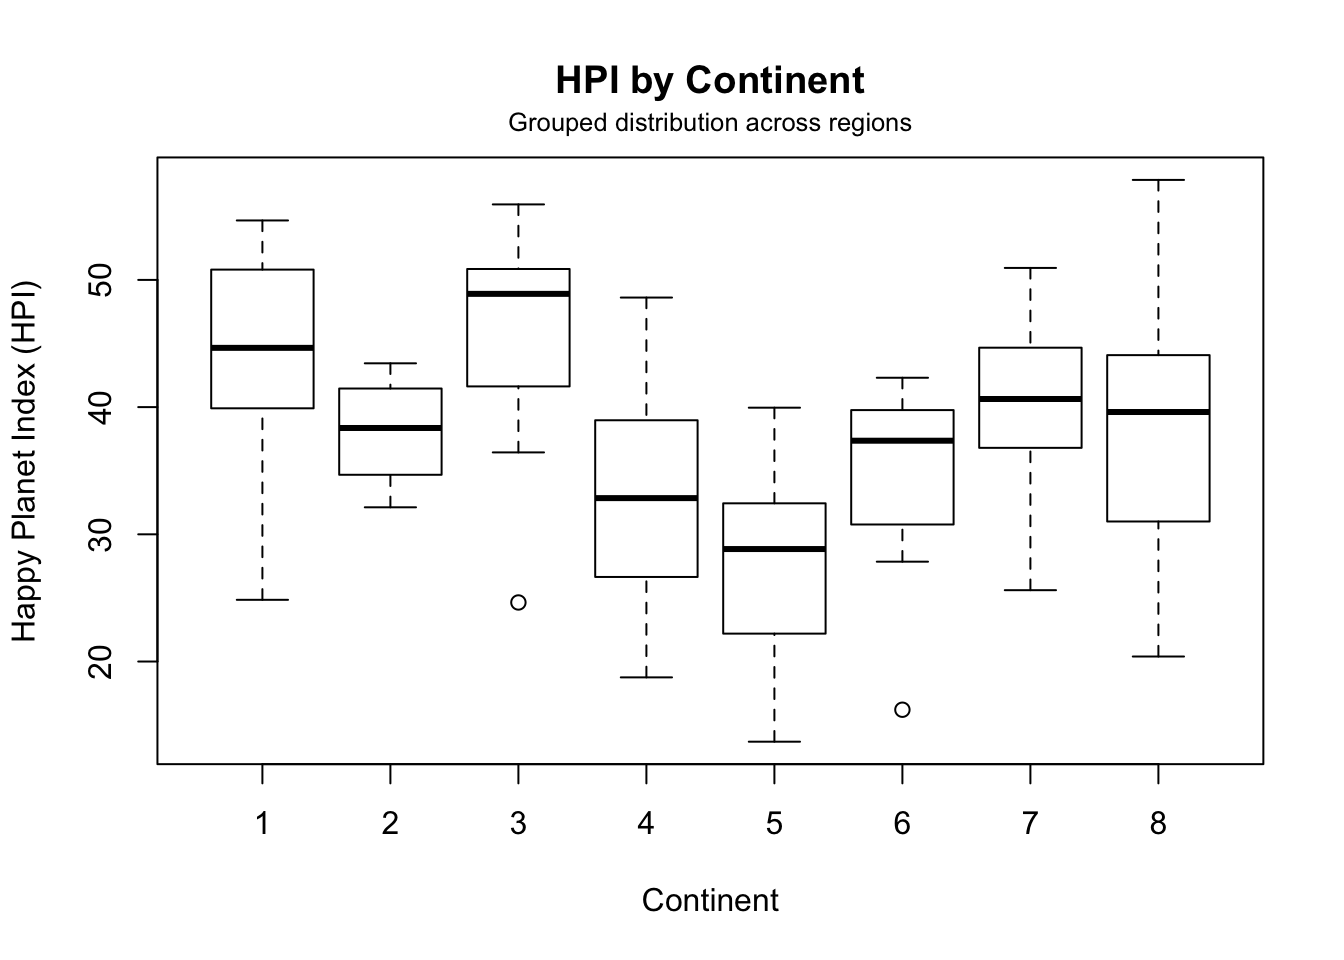 HPI by Continent
Grouped distribution across regions
Happy Planet Index (HPI)
50
40
30
20
1 2 3 4 5 6 7 8
Continent